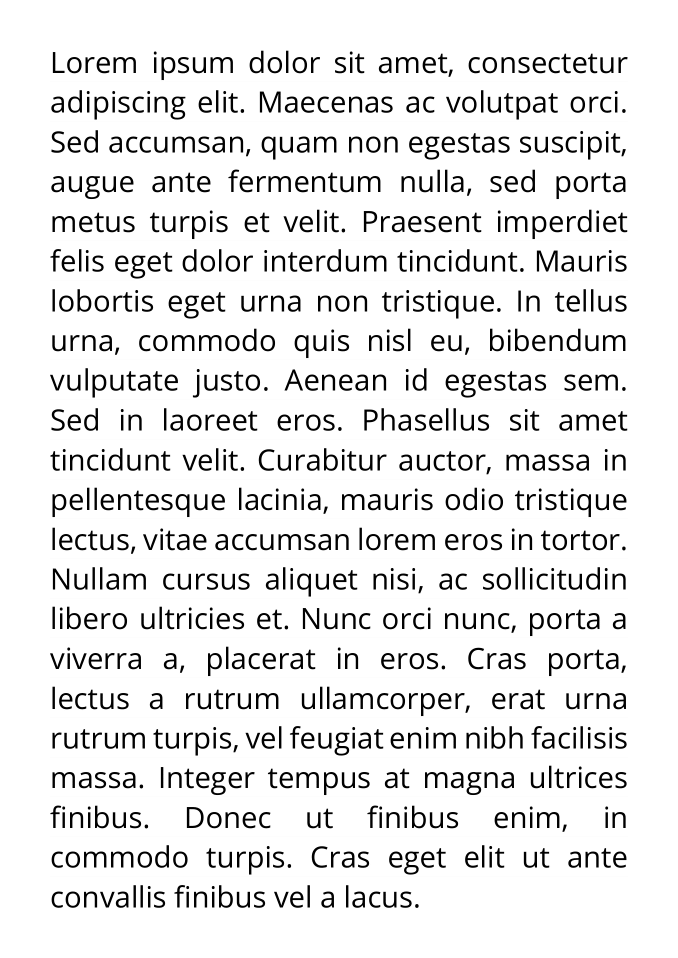 Lorem ipsum dolor sit amet, consectetur
adipiscing elit. Maecenas ac volutpat orci.
Sed accumsan, quam non egestas suscipit,
augue ante fermentum nulla, sed porta
metus turpis et velit. Praesent imperdiet
felis eget dolor interdum tincidunt. Mauris
lobortis eget urna non tristique. In tellus
urna, commodo quis nisl eu, bibendum
vulputate justo. Aenean id egestas sem.
Sed in laoreet eros. Phasellus sit amet
tincidunt velit. Curabitur auctor, massa in
pellentesque lacinia, mauris odio tristique
lectus, vitae accumsan lorem eros in tortor.
Nullam cursus aliquet nisi, ac sollicitudin
libero ultricies et. Nunc orci nunc, porta a
viverra a, placerat in eros. Cras porta,
lectus a rutrum ullamcorper, erat urna
rutrum turpis, vel feugiat enim nibh facilisis
massa. Integer tempus at magna ultrices
finibus. Donec ut finibus enim, in
commodo turpis. Cras eget elit ut ante
convallis finibus vel a lacus.